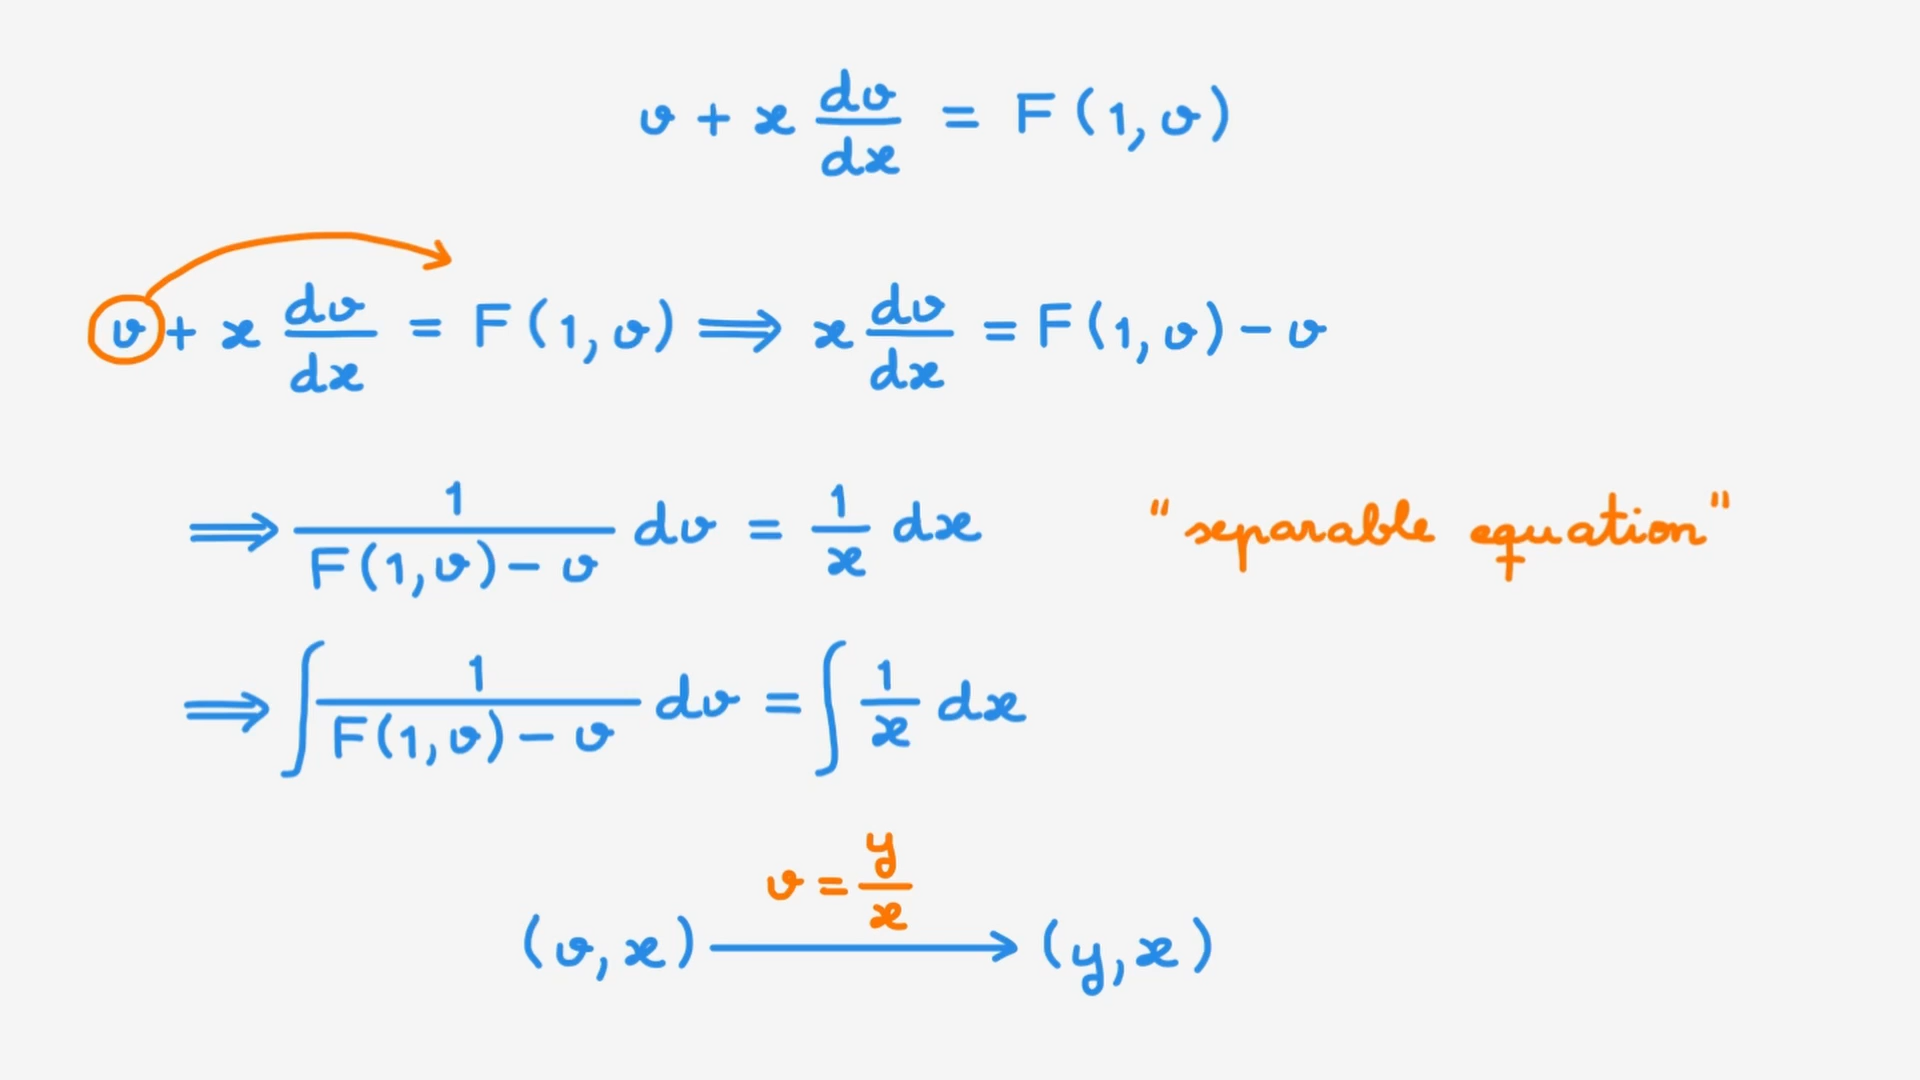 v + x dv/dx = F(1,v)
v + x dv/dx = F(1,v) ⟹ x dv/dx = F(1,v) - v
⟹ 1/(F(1,v) - v) dv = 1/x dx "separable equation"
⟹ ∫ 1/(F(1,v) - v) dv = ∫ 1/x dx
v = y/x
(v,x) ⟶ (y,x)